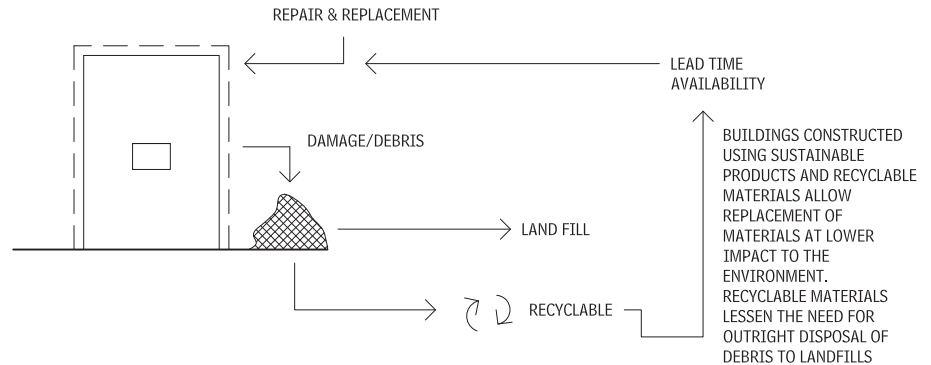 REPAIR & REPLACEMENT
LEAD TIME
AVAILABILITY
DAMAGE/DEBRIS
BUILDINGS CONSTRUCTED
USING SUSTAINABLE
PRODUCTS AND RECYCLABLE
MATERIALS ALLOW
REPLACEMENT OF
MATERIALS AT LOWER
IMPACT TO THE
ENVIRONMENT.
RECYCLABLE MATERIALS
LESSEN THE NEED FOR
OUTRIGHT DISPOSAL OF
DEBRIS TO LANDFILLS
LAND FILL
RECYCLABLE